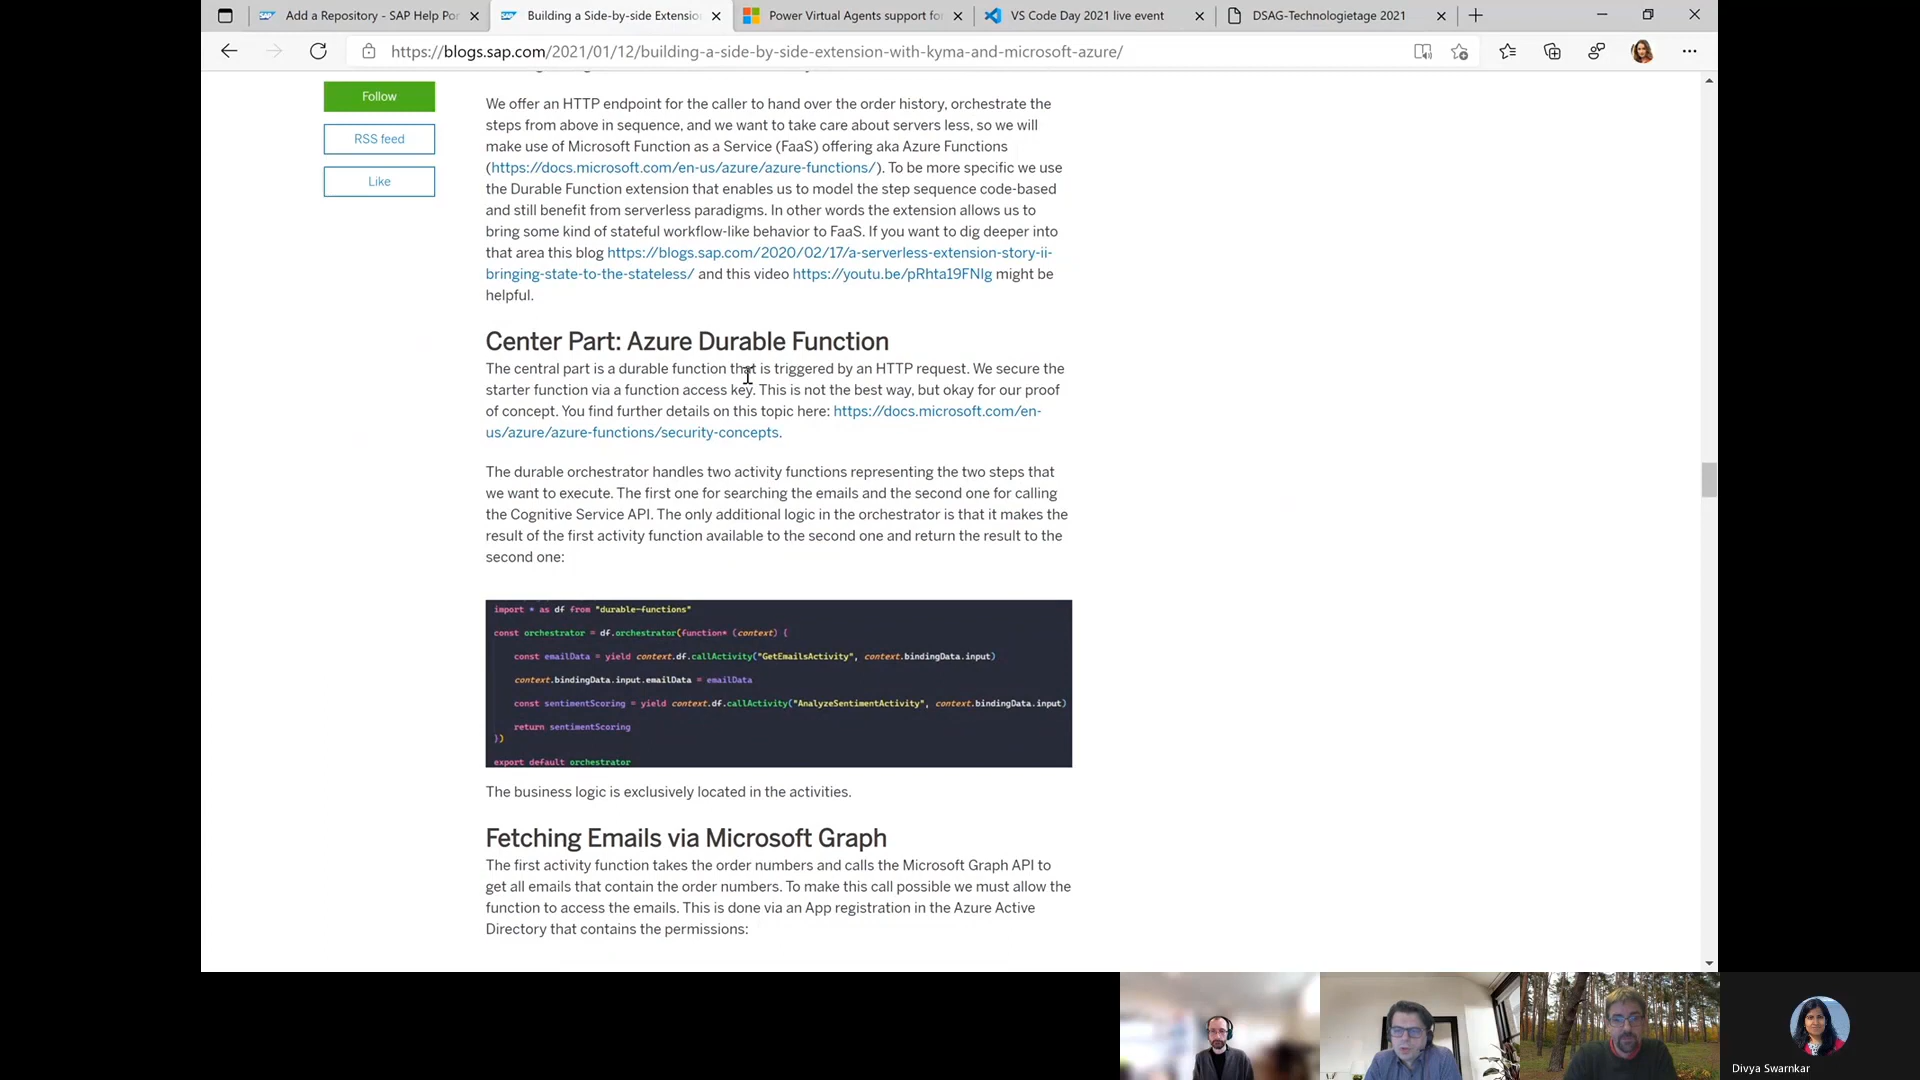 Add a Repository - SAP Help Por
Building a Side-by-side Extensio
Power Virtual Agents support fo
VS Code Day 2021 live event
DSAG-Technologietage 2021
https://blogs.sap.com/2021/01/12/building-a-side-by-side-extension-with-kyma-and-microsoft-azure/
Follow
RSS feed
Like
We offer an HTTP endpoint for the caller to hand over the order history, orchestrate the
steps from above in sequence, and we want to take care about servers less, so we will
make use of Microsoft Function as a Service (FaaS) offering aka Azure Functions
(https://docs.microsoft.com/en-us/azure/azure-functions/). To be more specific we use
the Durable Function extension that enables us to model the step sequence code-based
and still benefit from serverless paradigms. In other words the extension allows us to
bring some kind of stateful workflow-like behavior to FaaS. If you want to dig deeper into
that area this blog https://blogs.sap.com/2020/02/17/a-serverless-extension-story-ii-
bringing-state-to-the-stateless/ and this video https://youtu.be/pRhta19FNIg might be
helpful.
Center Part: Azure Durable Function
The central part is a durable function that is triggered by an HTTP request. We secure the
starter function via a function access key. This is not the best way, but okay for our proof
of concept. You find further details on this topic here: https://docs.microsoft.com/en-
us/azure/azure-functions/security-concepts.
The durable orchestrator handles two activity functions representing the two steps that
we want to execute. The first one for searching the emails and the second one for calling
the Cognitive Service API. The only additional logic in the orchestrator is that it makes the
result of the first activity function available to the second one and return the result to the
second one:
import * as df from "durable-functions"
const orchestrator = df.orchestrator(function* (context) {
const emailData = yield context.df.callActivity("GetEmailsActivity", context.bindingData.input)
context.bindingData.input.emailData = emailData
const sentimentScoring = yield context.df.callActivity("AnalyzeSentimentActivity", context.bindingData.input)
return sentimentScoring
})
export default orchestrator
The business logic is exclusively located in the activities.
Fetching Emails via Microsoft Graph
The first activity function takes the order numbers and calls the Microsoft Graph API to
get all emails that contain the order numbers. To make this call possible we must allow the
function to access the emails. This is done via an App registration in the Azure Active
Directory that contains the permissions:
Divya Swarnkar